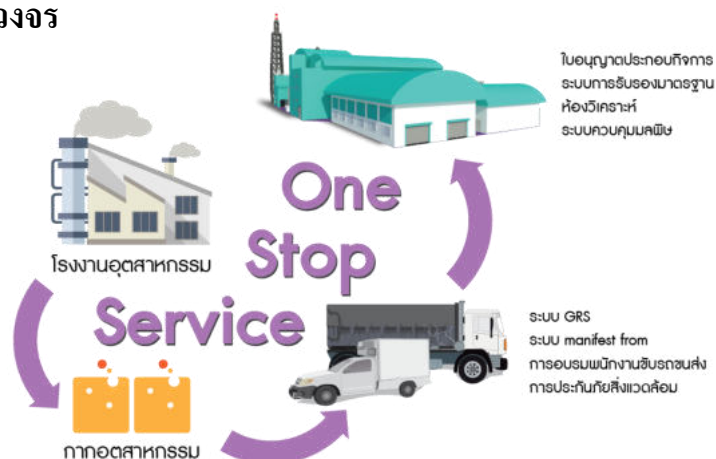 วงจร
ใบอนุญาตประกอบกิจการ
ระบบการรับรองมาตรฐาน
ห้องวิเคราะห์
ระบบควบคุมมลพิษ
One
Stop
Service
โรงงานอุตสาหกรรม
ระบบ GRS
ระบบ manifest from
การอบรมพนักงานขับรถขนส่ง
การประกันภัยสิ่งแวดล้อม
กากอุตสาหกรรม